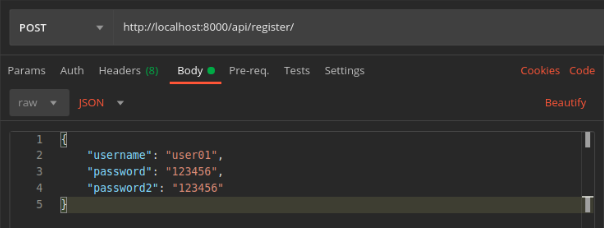 POST http://localhost:8000/api/register/
Params Auth Headers (8) Body Pre-req. Tests Settings Cookies Code
raw JSON Beautify
1 {
2 "username": "user01",
3 "password": "123456",
4 "password2": "123456"
5 }